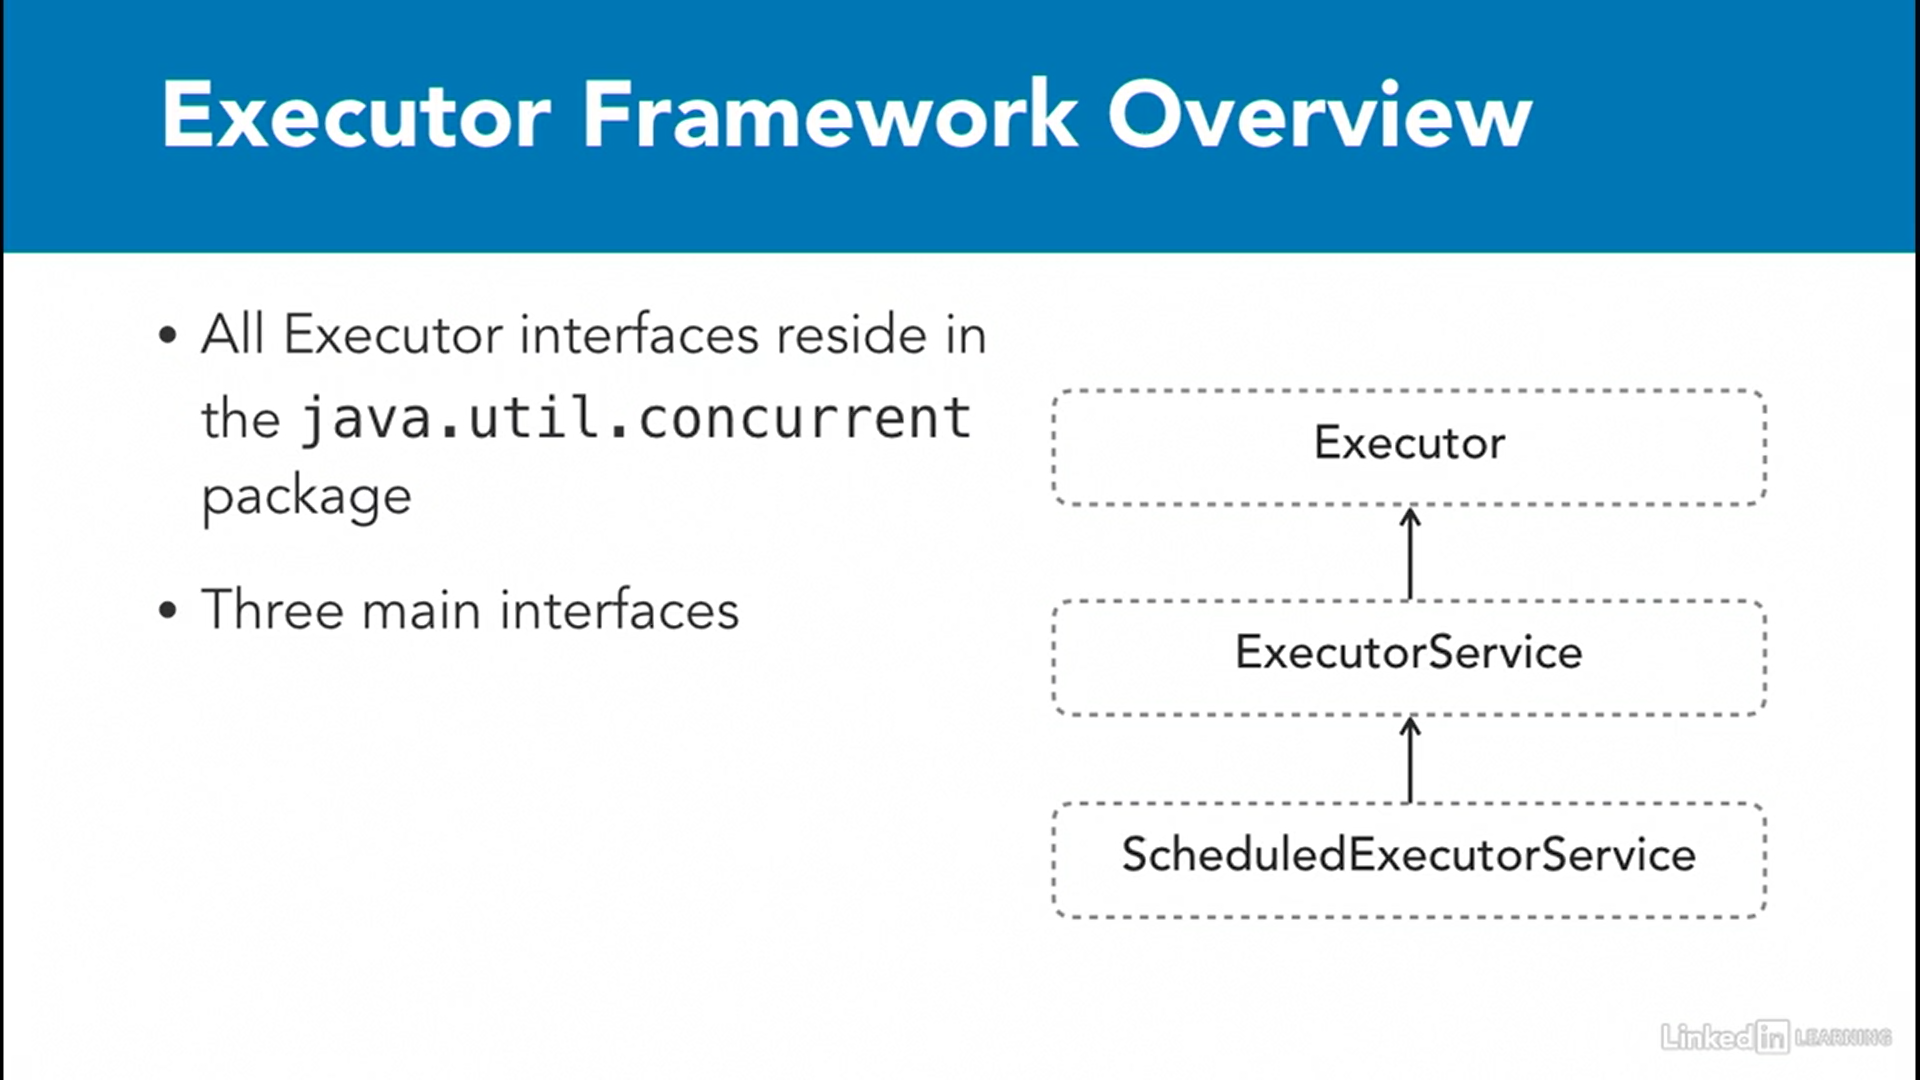 Executor Framework Overview
• All Executor interfaces reside in
the java.util.concurrent
package
• Three main interfaces
Executor
ExecutorService
ScheduledExecutorService
Linked in LEARNING